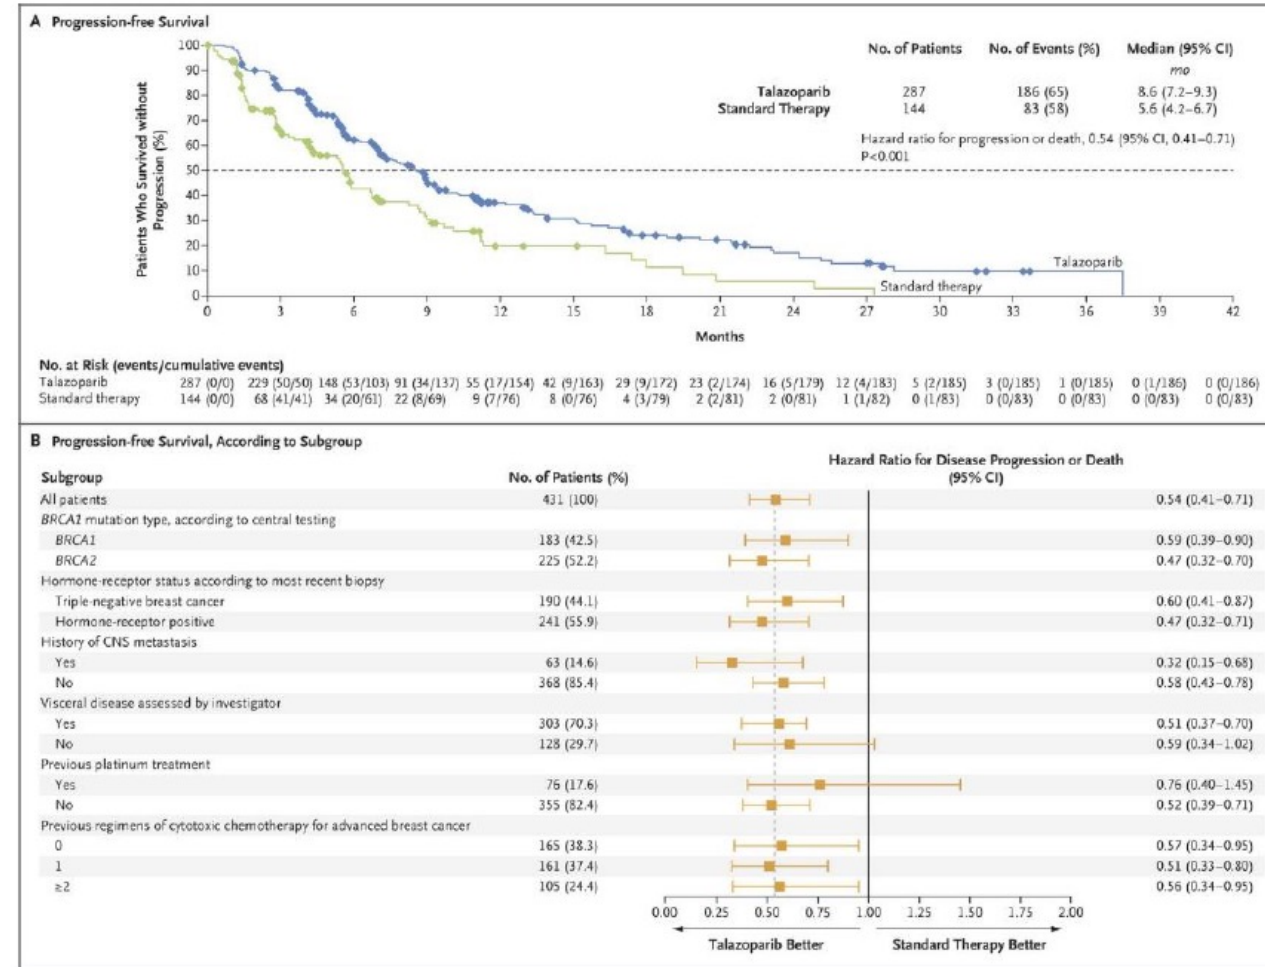 A Progression-free Survival
No. of Patients No. of Events (%) Median (95% CI)
mo
Talazoparib 287 186 (65) 8.6 (7.2–9.3)
Standard Therapy 144 83 (58) 5.6 (4.2–6.7)
Hazard ratio for progression or death, 0.54 (95% CI, 0.41–0.71)
P<0.001
Patients Who Survived without
Progression (%)
100
90
80
70
60
50
40
30
20
10
0
Talazoparib
Standard therapy
0 3 6 9 12 15 18 21 24 27 30 33 36 39 42
Months
No. at Risk (events/cumulative events)
Talazoparib 287 (0/0) 229 (50/50) 148 (53/103) 91 (34/137) 55 (17/154) 42 (9/163) 29 (9/172) 23 (2/174) 16 (5/179) 12 (4/183) 5 (2/185) 3 (0/185) 1 (0/185) 0 (1/186) 0 (0/186)
Standard therapy 144 (0/0) 68 (41/41) 34 (20/61) 22 (8/69) 9 (7/76) 8 (0/76) 4 (3/79) 2 (2/81) 2 (0/81) 1 (1/82) 0 (1/83) 0 (0/83) 0 (0/83) 0 (0/83) 0 (0/83)
B Progression-free Survival, According to Subgroup
Subgroup No. of Patients (%) Hazard Ratio for Disease Progression or Death
(95% CI)
All patients 431 (100) 0.54 (0.41–0.71)
BRCA1 mutation type, according to central testing
BRCA1 183 (42.5) 0.59 (0.39–0.90)
BRCA2 225 (52.2) 0.47 (0.32–0.70)
Hormone-receptor status according to most recent biopsy
Triple-negative breast cancer 190 (44.1) 0.60 (0.41–0.87)
Hormone-receptor positive 241 (55.9) 0.47 (0.32–0.71)
History of CNS metastasis
Yes 63 (14.6) 0.32 (0.15–0.68)
No 368 (85.4) 0.58 (0.43–0.78)
Visceral disease assessed by investigator
Yes 303 (70.3) 0.51 (0.37–0.70)
No 128 (29.7) 0.59 (0.34–1.02)
Previous platinum treatment
Yes 76 (17.6) 0.76 (0.40–1.45)
No 355 (82.4) 0.52 (0.39–0.71)
Previous regimens of cytotoxic chemotherapy for advanced breast cancer
0 165 (38.3) 0.57 (0.34–0.95)
1 161 (37.4) 0.51 (0.33–0.80)
≥2 105 (24.4) 0.56 (0.34–0.95)
0.00 0.25 0.50 0.75 1.00 1.25 1.50 1.75 2.00
Talazoparib Better Standard Therapy Better